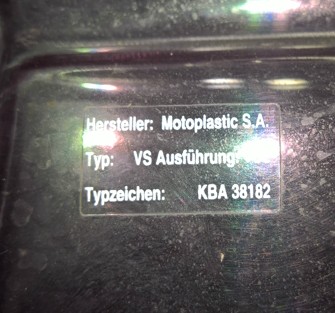 Hersteller: Motoplastic S.A.
Typ: VS Ausführung:
Typzeichen: KBA 38182